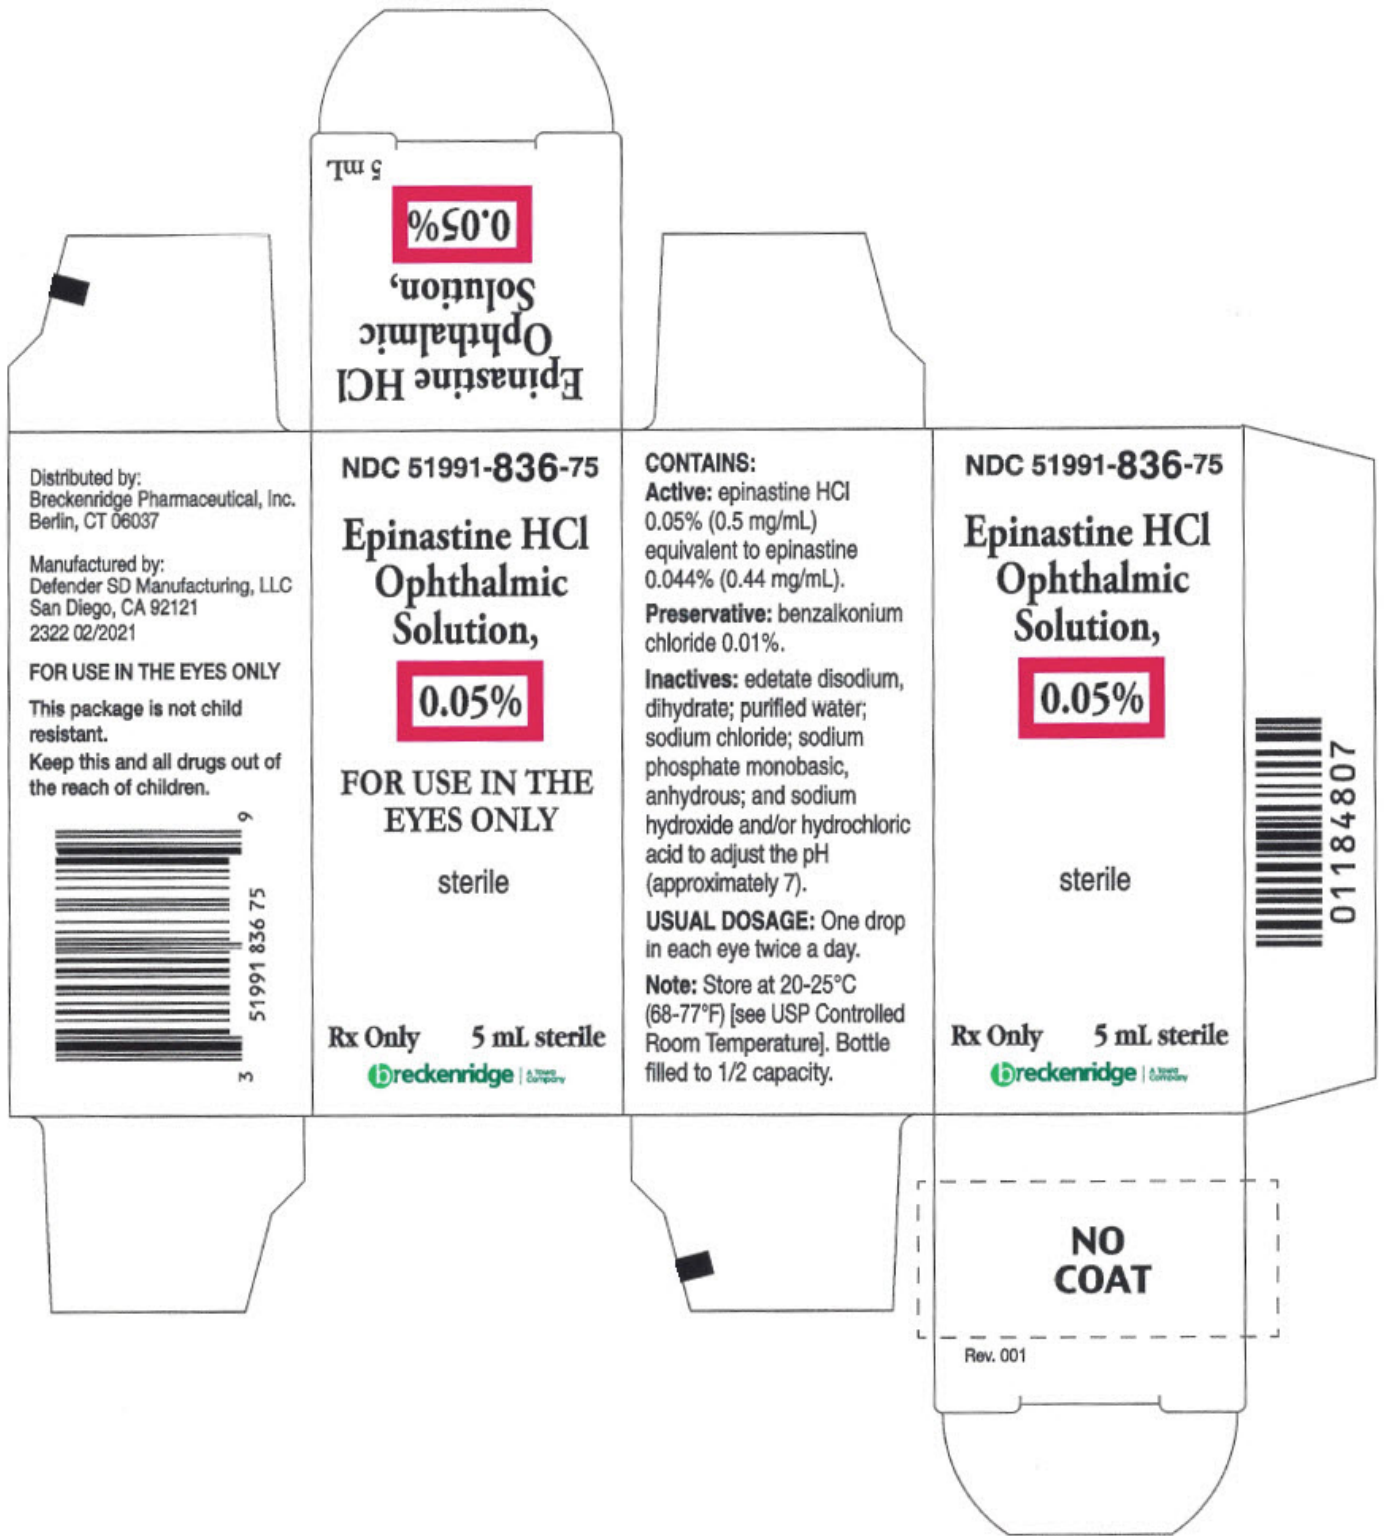 5 mL
0.05%
Solution,
Ophthalmic
Epinastine HCl
Distributed by:
Breckenridge Pharmaceutical, Inc.
Berlin, CT 06037
Manufactured by:
Defender SD Manufacturing, LLC
San Diego, CA 92121
2322 02/2021
FOR USE IN THE EYES ONLY
This package is not child
resistant.
Keep this and all drugs out of
the reach of children.
3 51991 836 75 9
NDC 51991-836-75
Epinastine HCl
Ophthalmic
Solution,
0.05%
FOR USE IN THE
EYES ONLY
sterile
Rx Only 5 mL sterile
breckenridge | A Towa
Company
CONTAINS:
Active: epinastine HCl
0.05% (0.5 mg/mL)
equivalent to epinastine
0.044% (0.44 mg/mL).
Preservative: benzalkonium
chloride 0.01%.
Inactives: edetate disodium,
dihydrate; purified water;
sodium chloride; sodium
phosphate monobasic,
anhydrous; and sodium
hydroxide and/or hydrochloric
acid to adjust the pH
(approximately 7).
USUAL DOSAGE: One drop
in each eye twice a day.
Note: Store at 20-25°C
(68-77°F) [see USP Controlled
Room Temperature]. Bottle
filled to 1/2 capacity.
NDC 51991-836-75
Epinastine HCl
Ophthalmic
Solution,
0.05%
sterile
Rx Only 5 mL sterile
breckenridge | A Towa
Company
01184807
NO
COAT
Rev. 001